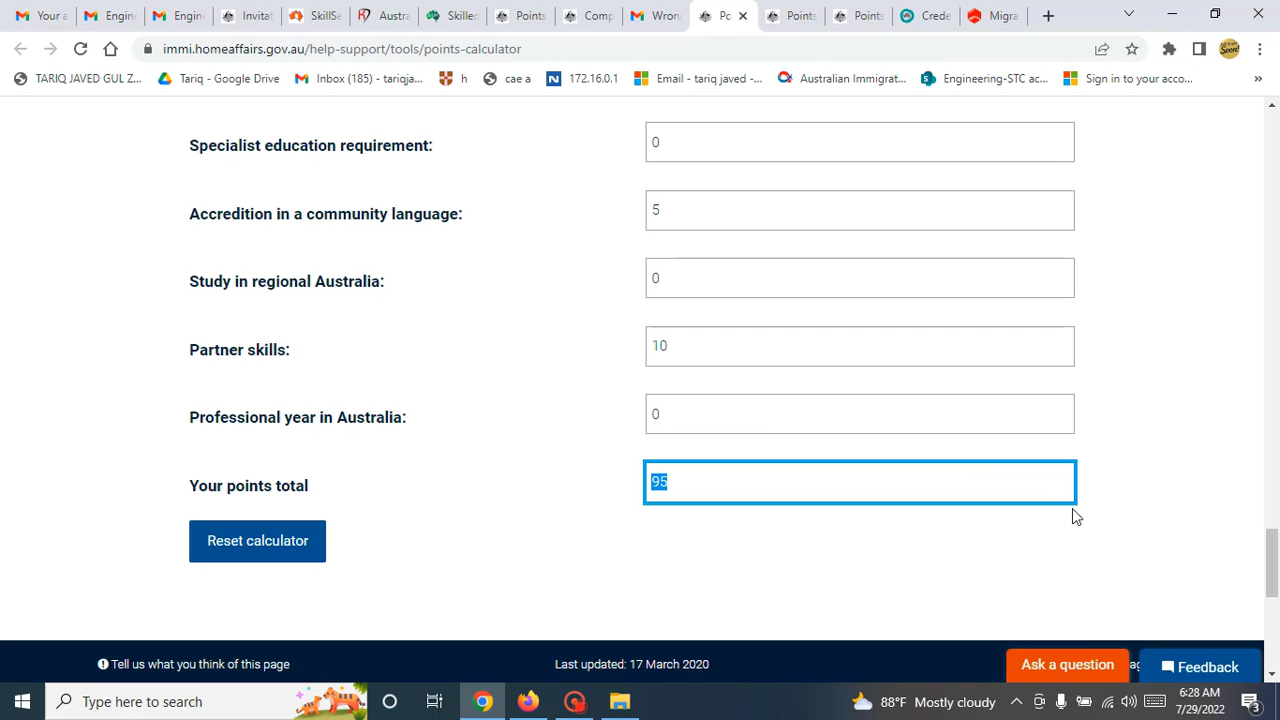 Your a
Engine
Engin
Invitat
SkillSe
Austra
Skilled
Points
Comp
Wron
Po
Points
Points
Crede
Migra
immi.homeaffairs.gov.au/help-support/tools/points-calculator
TARIQ JAVED GUL Z...
Tariq - Google Drive
Inbox (185) - tariqja...
h
cae a
172.16.0.1
Email - tariq javed -...
Australian Immigrat...
Engineering-STC ac...
Sign in to your acco...
»
Specialist education requirement:
0
Accredition in a community language:
5
Study in regional Australia:
0
Partner skills:
10
Professional year in Australia:
0
Your points total
95
Reset calculator
Tell us what you think of this page
Last updated: 17 March 2020
Ask a question
Feedback
Type here to search
88°F Mostly cloudy
6:28 AM
7/29/2022
3